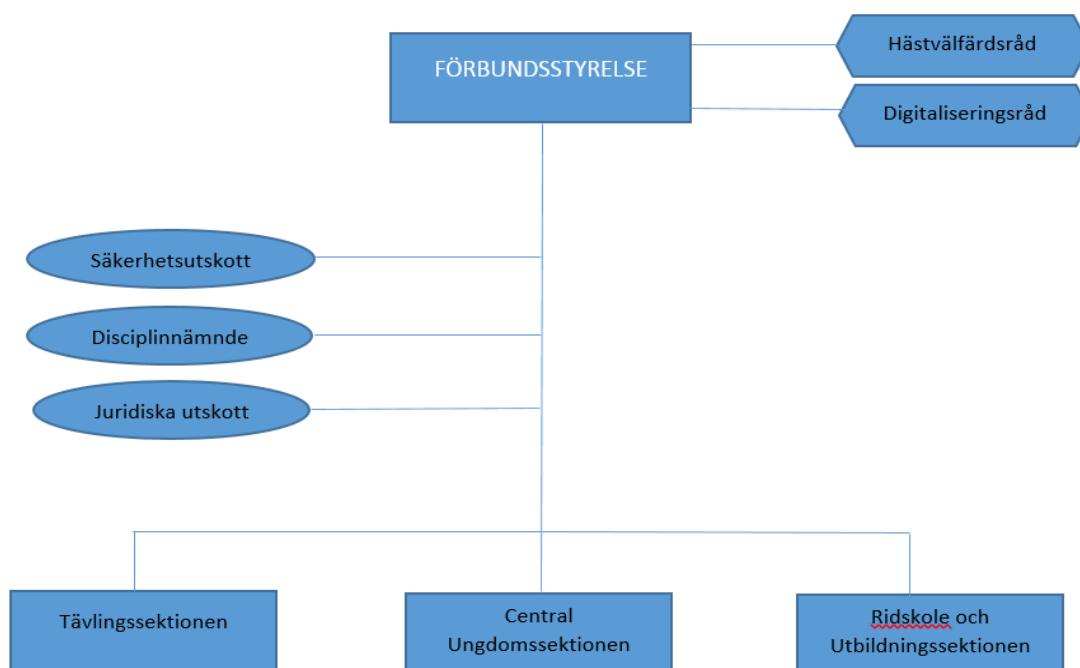 FÖRBUNDSSTYRELSE
Hästvälfärdsråd
Digitaliseringsråd
Säkerhetsutskott
Disciplinnämnde
Juridiska utskott
Tävlingssektionen
Central
Ungdomssektionen
Ridskole och
Utbildningssektionen